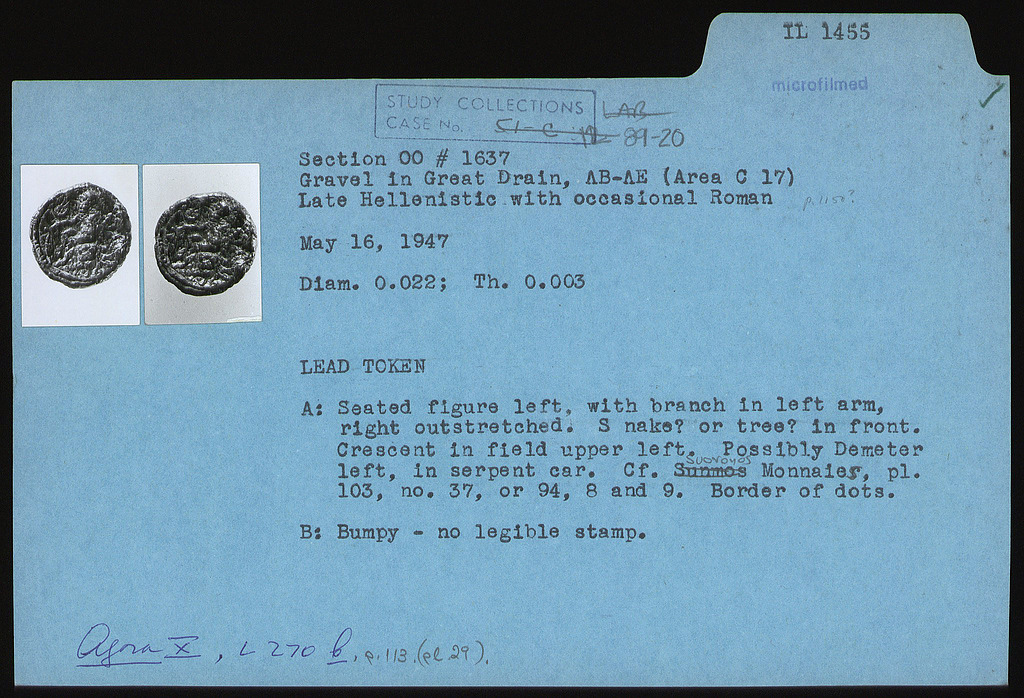 IL 1455
microfilmed
STUDY COLLECTIONS LAB
CASE No. 51-C 89-20
Section OO # 1637
Gravel in Great Drain, ΛB-ΛE (Area C 17)
Late Hellenistic with occasional Roman
May 16, 1947
Diam. 0.022; Th. 0.003
LEAD TOKEN
A: Seated figure left, with branch in left arm,
right outstretched. S nake? or tree? in front.
Crescent in field upper left. Possibly Demeter
left, in serpent car. Cf. Sunmos Svoronos Monnaies, pl.
103, no. 37, or 94, 8 and 9. Border of dots.
B: Bumpy - no legible stamp.
Agora X, L 270 b, p. 113. (pl 29).